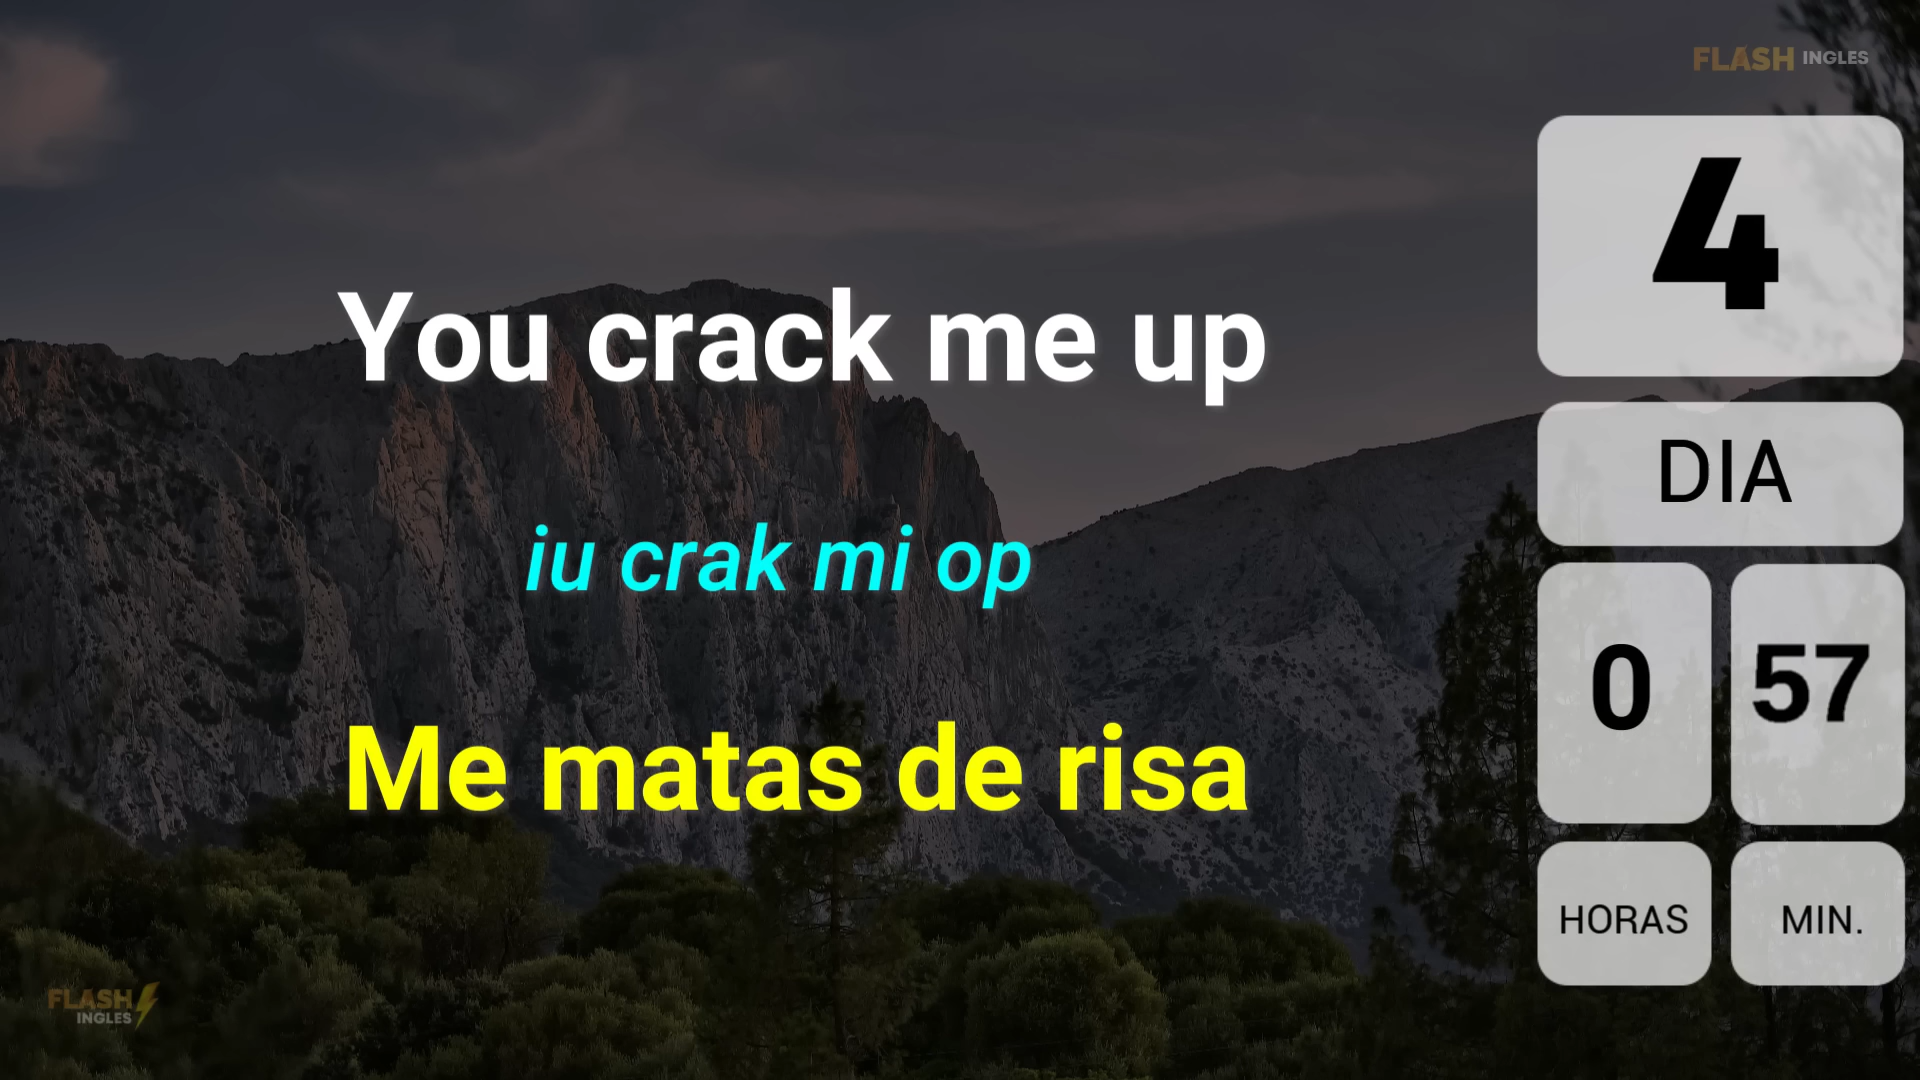 FLASH INGLES
4
DIA
You crack me up
iu crak mi op
Me matas de risa
0 57
HORAS MIN.
FLASH
INGLES